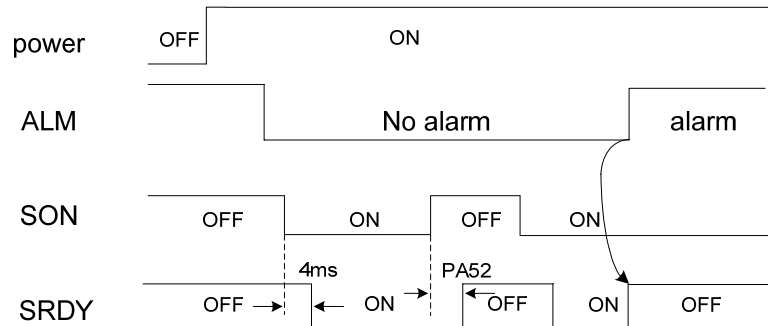 power OFF ON
ALM No alarm alarm
SON OFF ON OFF ON
4ms PA52
SRDY OFF ON OFF ON OFF